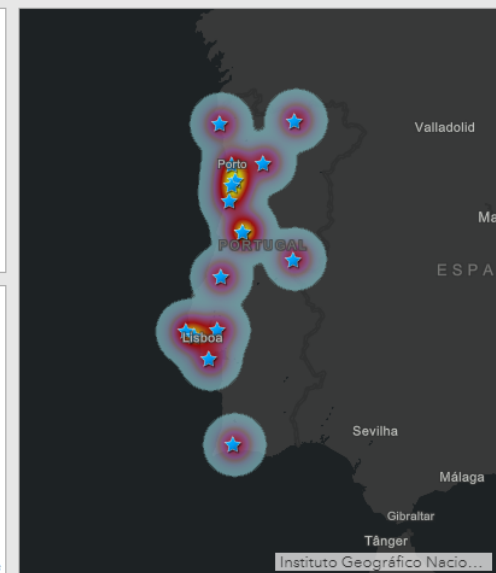 Valladolid
Porto
Ma
PORTUGAL
ESPA
Lisboa
Sevilha
Málaga
Gibraltar
Tânger
Instituto Geográfico Nacio...